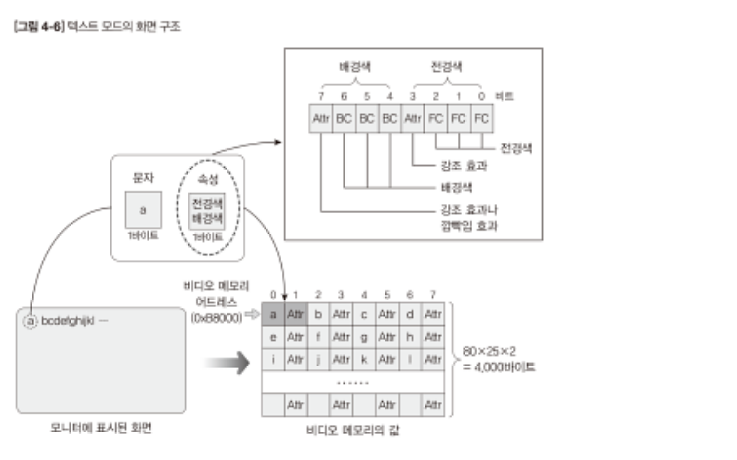 [그림 4-6] 텍스트 모드의 화면 구조
배경색 전경색
7 6 5 4 3 2 1 0 비트
Attr BC BC BC Attr FC FC FC
전경색
강조 효과
배경색
강조 효과나
깜빡임 효과
문자 속성
a
전경색
배경색
1바이트 1바이트
비디오 메모리
어드레스
(0xB8000)
0 1 2 3 4 5 6 7
a Attr b Attr c Attr d Attr
e Attr f Attr g Attr h Attr
i Attr j Attr k Attr l Attr
······
Attr Attr Attr Attr
80×25×2
= 4,000바이트
a bcdefghijkl —
모니터에 표시된 화면
비디오 메모리의 값